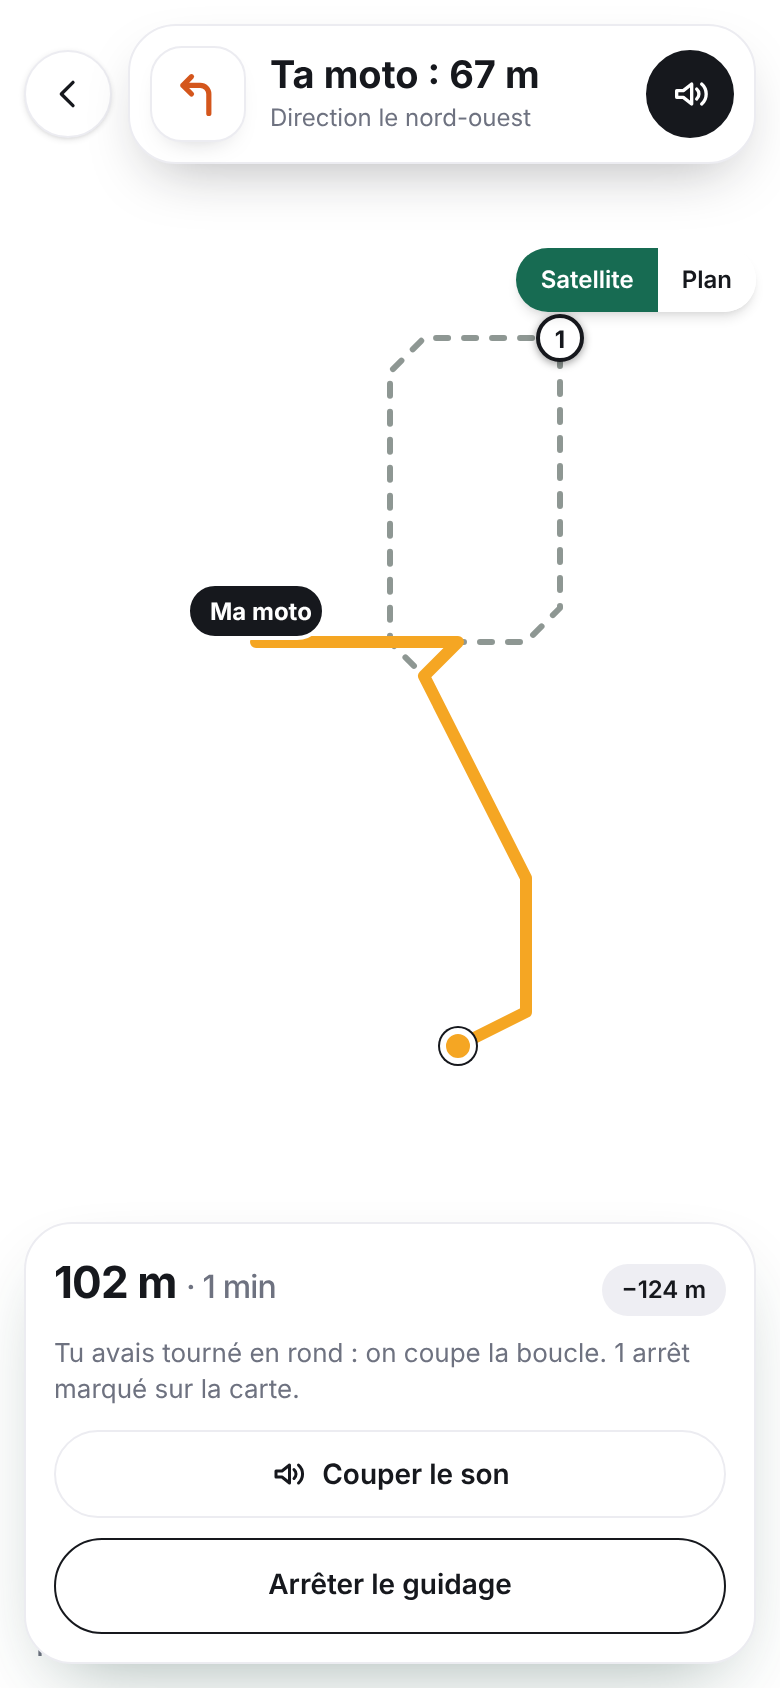 Ta moto : 67 m
Direction le nord-ouest
Satellite
Plan
1
Ma moto
102 m · 1 min
−124 m
Tu avais tourné en rond : on coupe la boucle. 1 arrêt
marqué sur la carte.
Couper le son
Arrêter le guidage